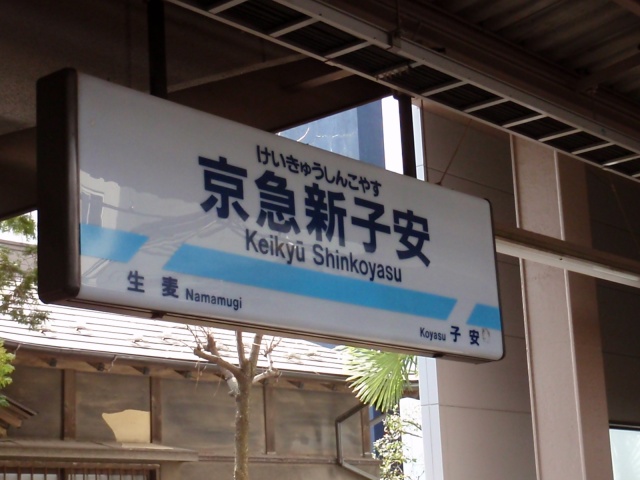 けいきゅうしんこやす
京急新子安
Keikyū Shinkoyasu
生麦 Namamugi
Koyasu 子安